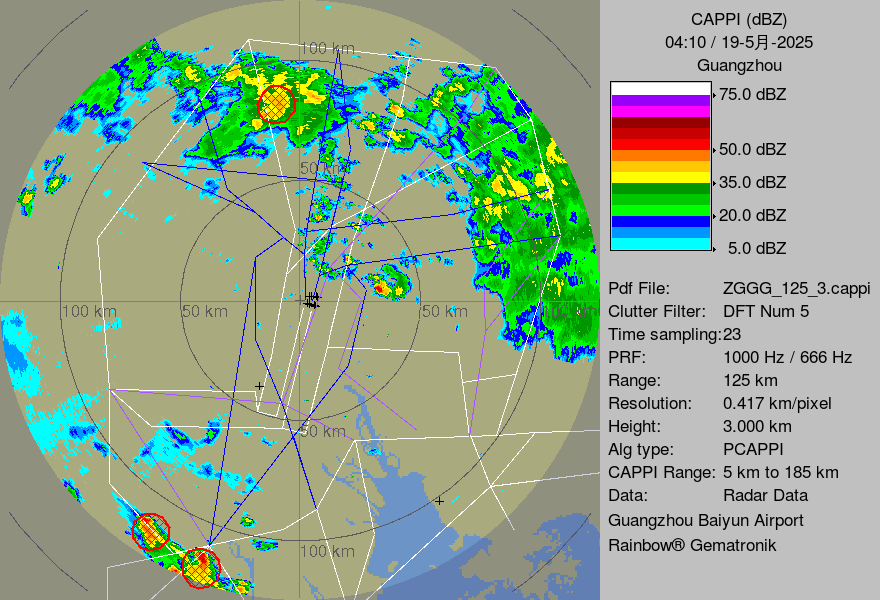 CAPPI (dBZ)
04:10 / 19-5月-2025
Guangzhou
75.0 dBZ
50.0 dBZ
35.0 dBZ
20.0 dBZ
5.0 dBZ
Pdf File: ZGGG_125_3.cappi
Clutter Filter: DFT Num 5
Time sampling:23
PRF: 1000 Hz / 666 Hz
Range: 125 km
Resolution: 0.417 km/pixel
Height: 3.000 km
Alg type: PCAPPI
CAPPI Range: 5 km to 185 km
Data: Radar Data
Guangzhou Baiyun Airport
Rainbow® Gematronik
100 km
50 km
100 km
50 km
50 km
50 km
100 km